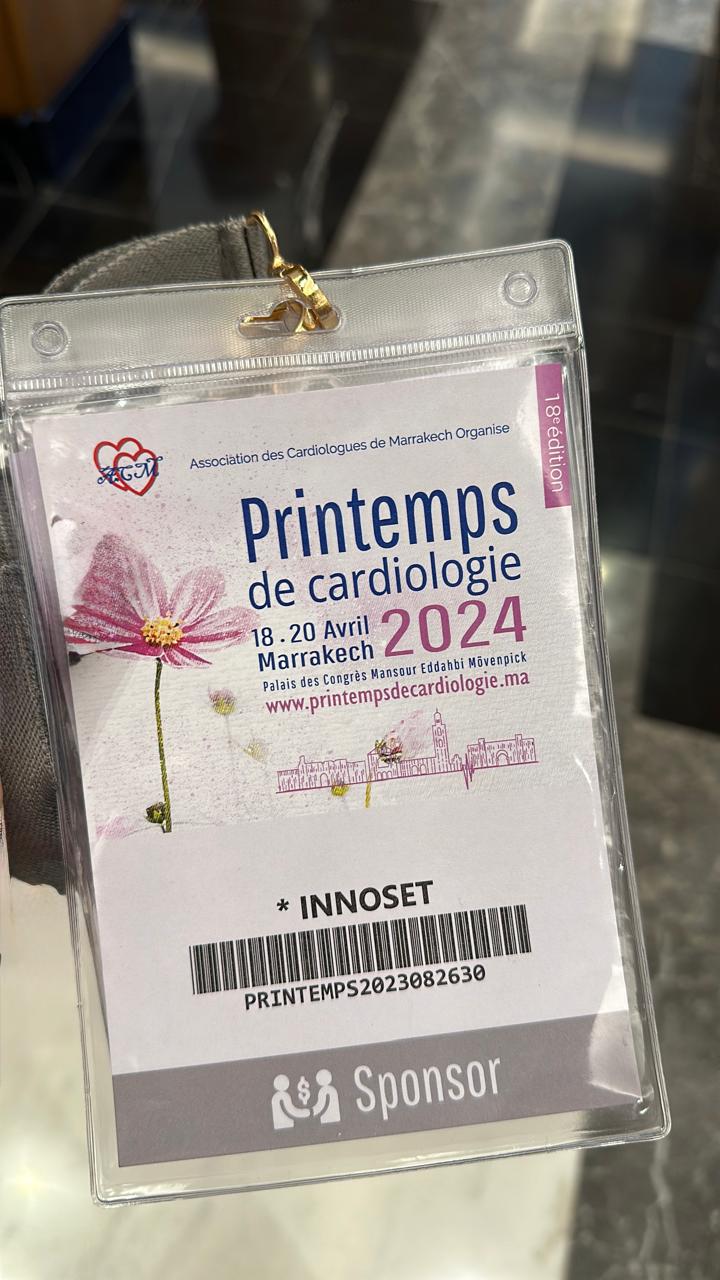 ACM
Association des Cardiologues de Marrakech Organise
18e édition
Printemps
de cardiologie
18 . 20 Avril
Marrakech
2024
Palais des Congrès Mansour Eddahbi Mövenpick
www.printempsdecardiologie.ma
* INNOSET
PRINTEMPS2023082630
$
Sponsor